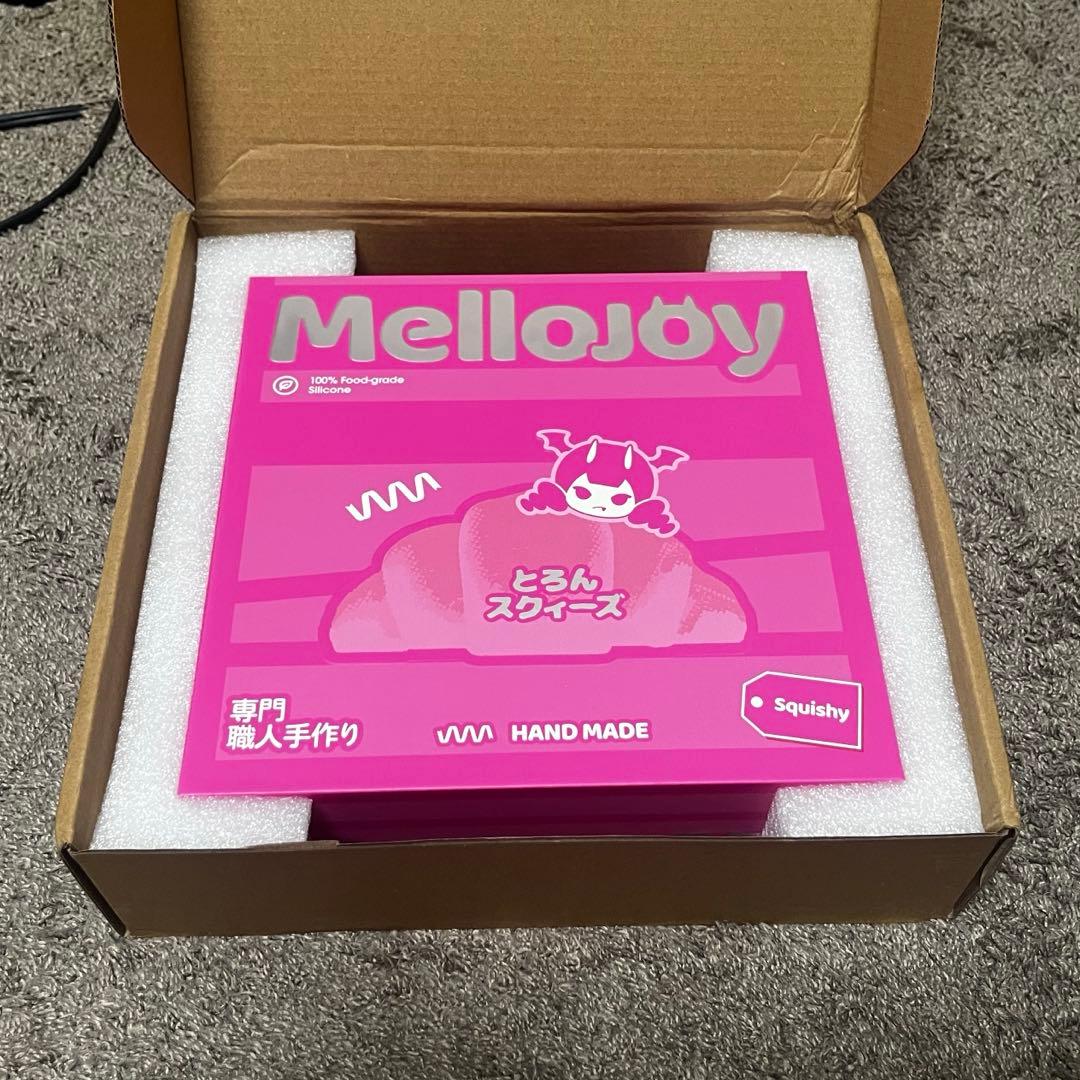 Mellojoy
100% Food-grade
Silicone
とろん
スクィーズ
専門
職人手作り
HAND MADE
Squishy